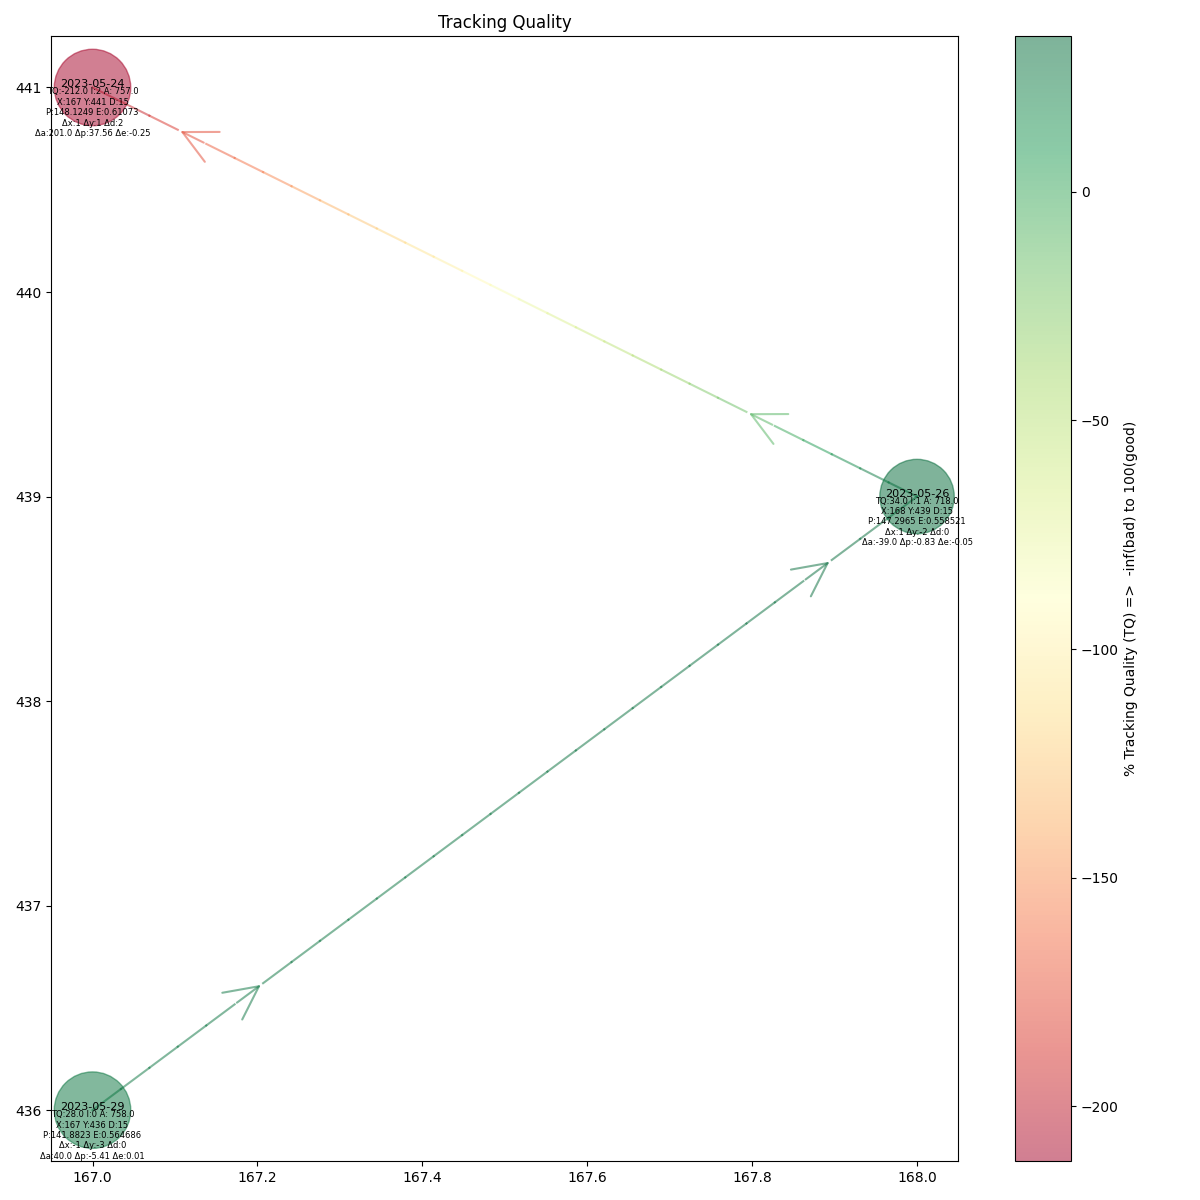 Tracking Quality
441
440
439
438
437
436
2023-05-24
TQ:-212.0 I:2 A: 757.0
X:167 Y:441 D:15
P:148.1249 E:0.61073
Δx:1 Δy:1 Δd:2
Δa:201.0 Δp:37.56 Δe:-0.25
2023-05-26
TQ:34.0 I:1 A: 718.0
X:168 Y:439 D:15
P:147.2965 E:0.558521
Δx:1 Δy:-2 Δd:0
Δa:-39.0 Δp:-0.83 Δe:-0.05
2023-05-29
TQ:28.0 I:0 A: 758.0
X:167 Y:436 D:15
P:141.8823 E:0.564686
Δx:-1 Δy:-3 Δd:0
Δa:40.0 Δp:-5.41 Δe:0.01
167.0 167.2 167.4 167.6 167.8 168.0
0
−50
−100
−150
−200
% Tracking Quality (TQ) => -inf(bad) to 100(good)